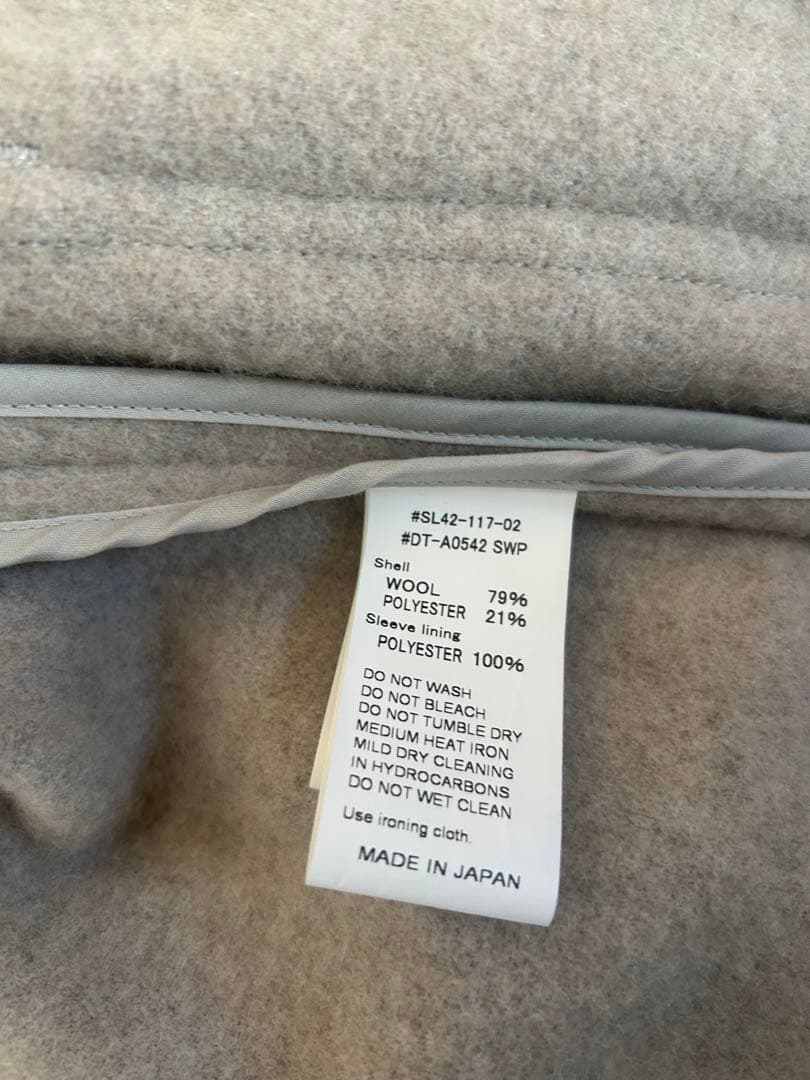 #SL42-117-02
#DT-A0542 SWP
Shell
WOOL 79%
POLYESTER 21%
Sleeve lining
POLYESTER 100%
DO NOT WASH
DO NOT BLEACH
DO NOT TUMBLE DRY
MEDIUM HEAT IRON
MILD DRY CLEANING
IN HYDROCARBONS
DO NOT WET CLEAN
Use ironing cloth.
MADE IN JAPAN